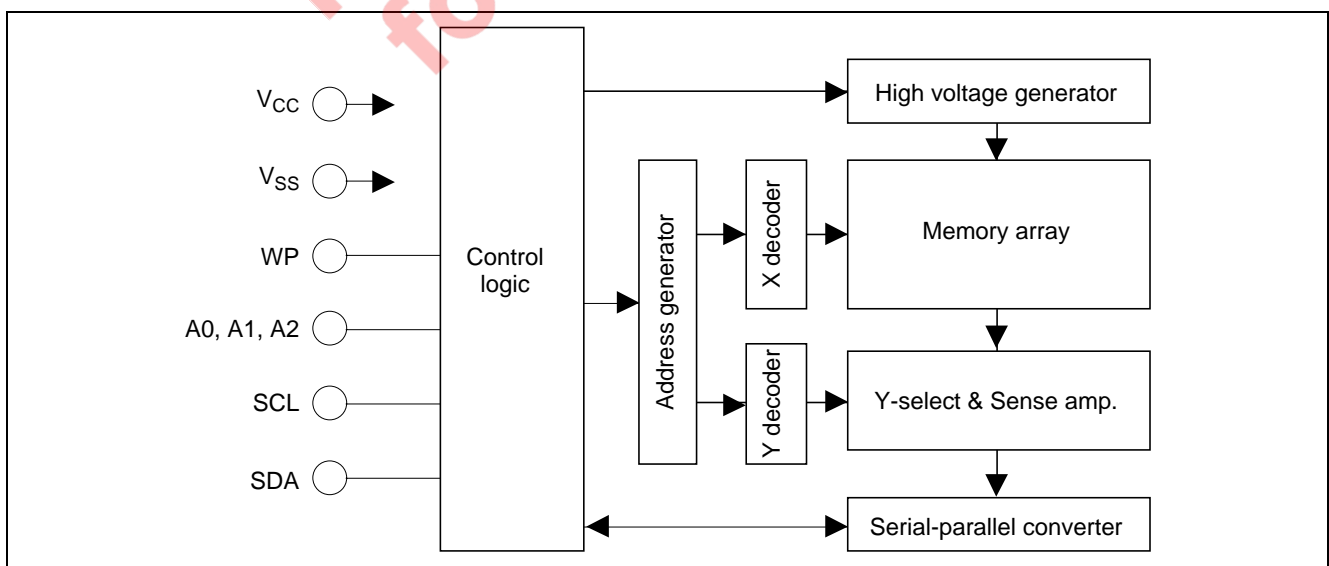 VCC
VSS
WP
A0, A1, A2
SCL
SDA
Control
logic
Address generator
X decoder
Y decoder
High voltage generator
Memory array
Y-select & Sense amp.
Serial-parallel converter
fo